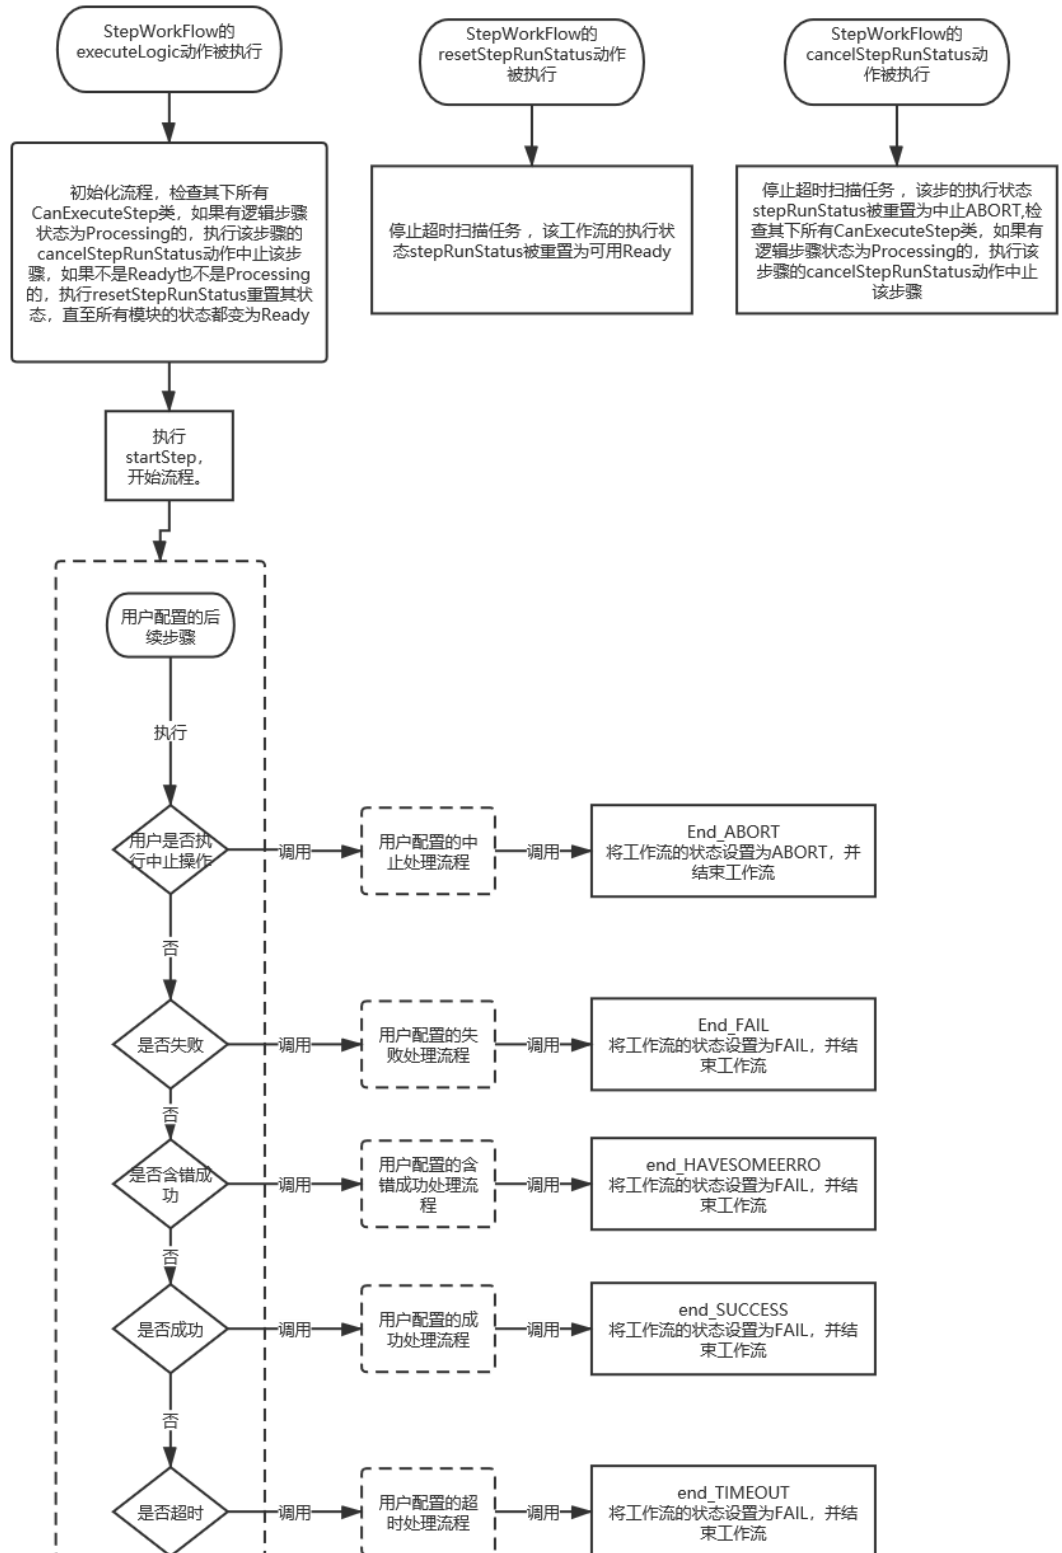 StepWorkFlow的
executeLogic动作被执行
StepWorkFlow的
resetStepRunStatus动作
被执行
StepWorkFlow的
cancelStepRunStatus动
作被执行
初始化流程，检查其下所有
CanExecuteStep类，如果有逻辑步骤
状态为Processing的，执行该步骤的
cancelStepRunStatus动作中止该步
骤，如果不是Ready也不是Processing
的，执行resetStepRunStatus重置其状
态，直至所有模块的状态都变为Ready
停止超时扫描任务 ，该工作流的执行状
态stepRunStatus被重置为可用Ready
停止超时扫描任务 ，该步的执行状态
stepRunStatus被重置为中止ABORT,检
查其下所有CanExecuteStep类，如果有
逻辑步骤状态为Processing的，执行该
步骤的cancelStepRunStatus动作中止
该步骤
执行
startStep，
开始流程。
用户配置的后
续步骤
执行
用户是否执
行中止操作
调用
用户配置的中
止处理流程
调用
End_ABORT
将工作流的状态设置为ABORT，并
结束工作流
否
是否失败
调用
用户配置的失
败处理流程
调用
End_FAIL
将工作流的状态设置为FAIL，并结
束工作流
否
是否含错成
功
调用
用户配置的含
错成功处理流
程
调用
end_HAVESOMEERRO
将工作流的状态设置为FAIL，并结
束工作流
否
是否成功
调用
用户配置的成
功处理流程
调用
end_SUCCESS
将工作流的状态设置为FAIL，并结
束工作流
否
是否超时
调用
用户配置的超
时处理流程
调用
end_TIMEOUT
将工作流的状态设置为FAIL，并结
束工作流